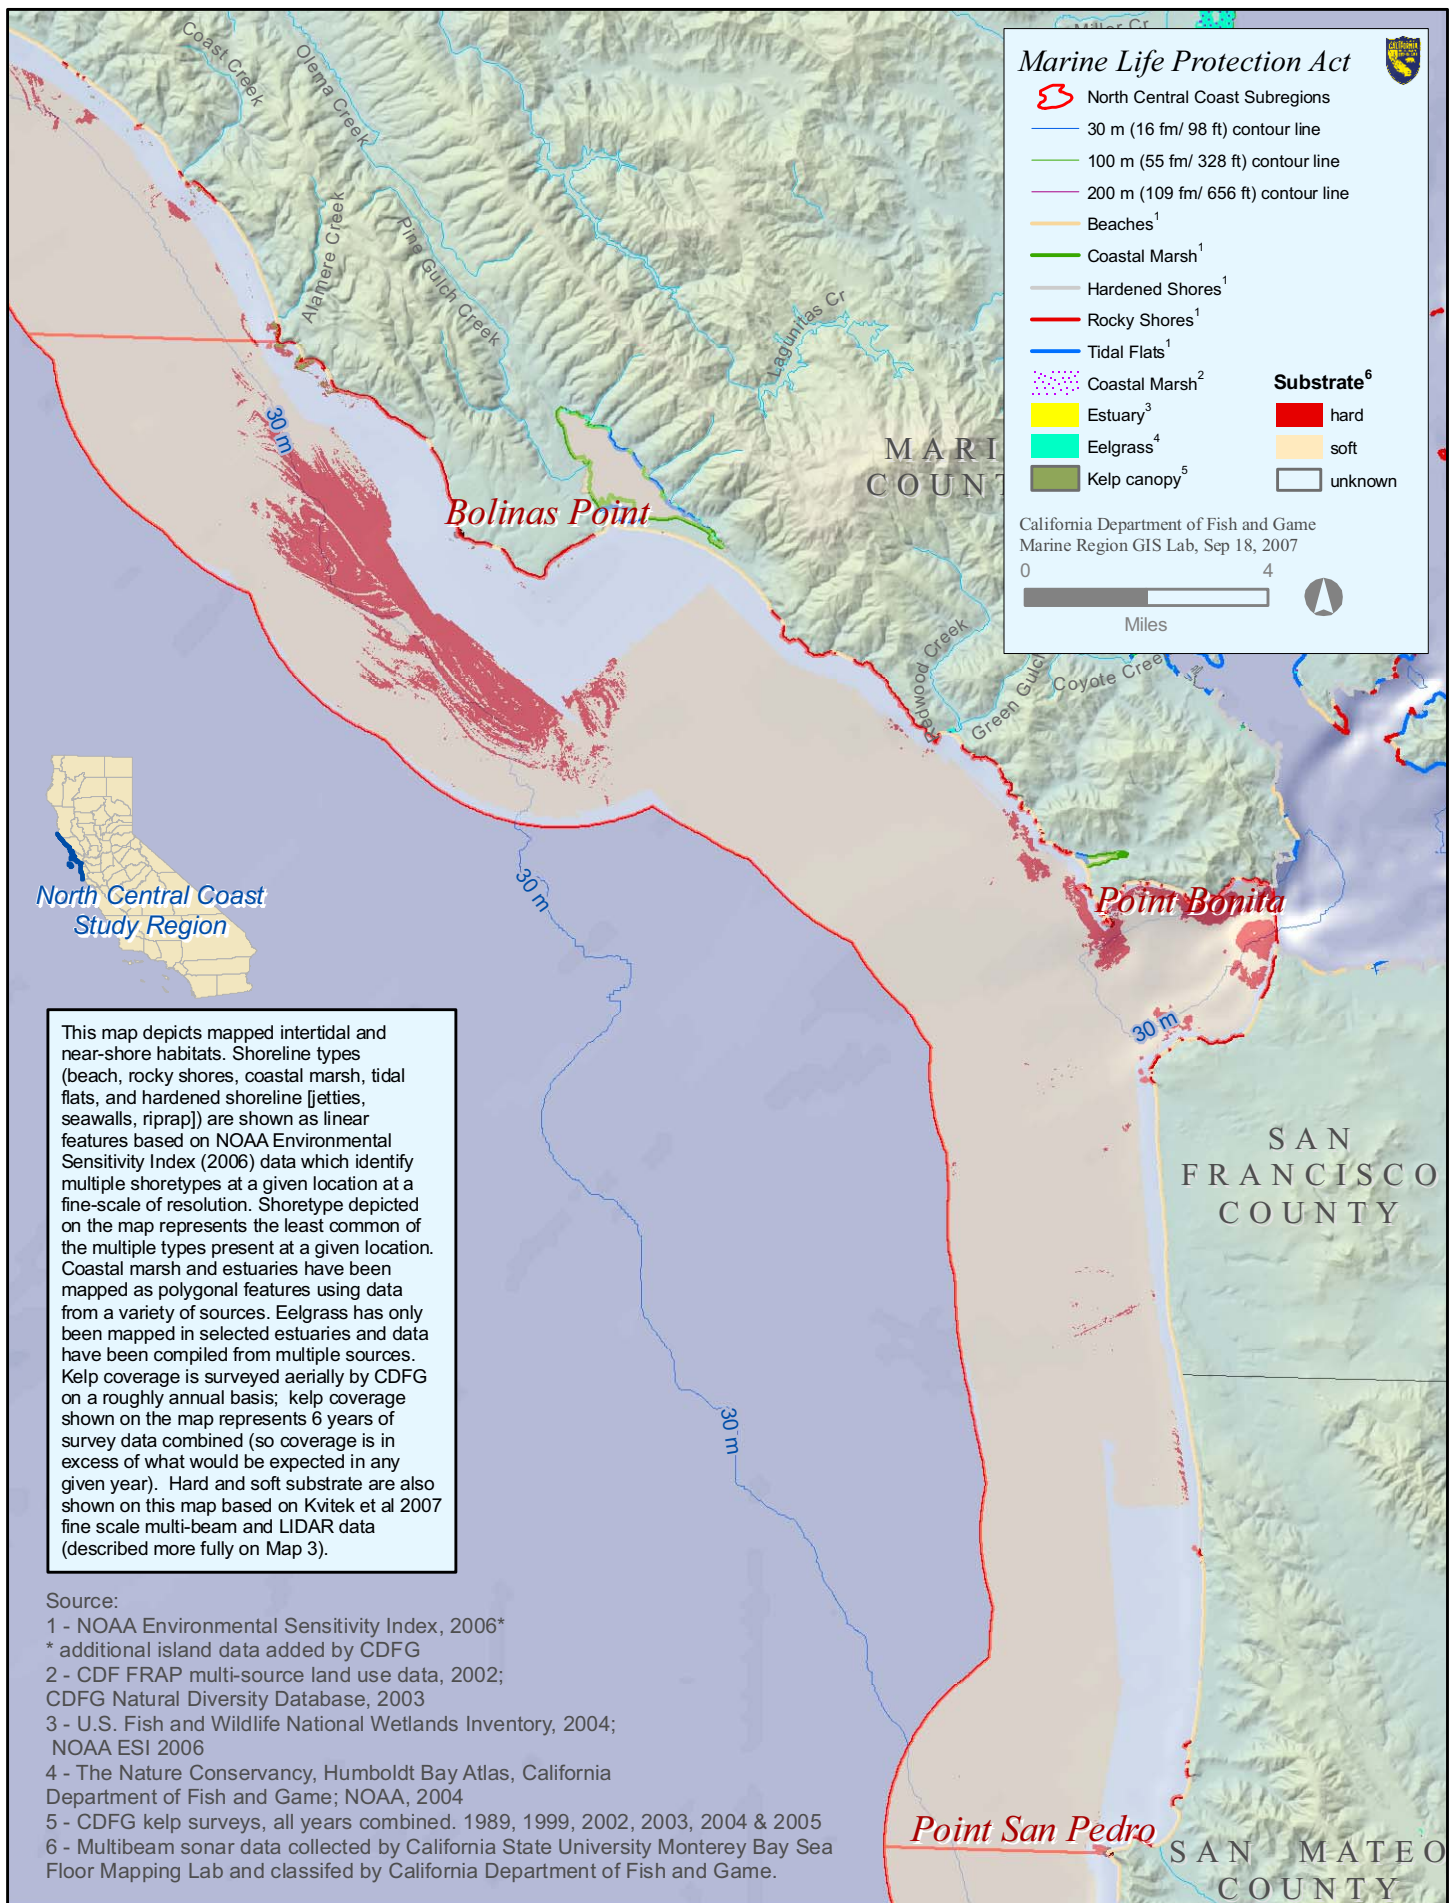 Miller Cr
Marine Life Protection Act
North Central Coast Subregions
30 m (16 fm/ 98 ft) contour line
100 m (55 fm/ 328 ft) contour line
200 m (109 fm/ 656 ft) contour line
Beaches1
Coastal Marsh1
Hardened Shores1
Rocky Shores1
Tidal Flats1
Coastal Marsh2
Estuary3
Eelgrass4
Kelp canopy5
Substrate6
hard
soft
unknown
California Department of Fish and Game
Marine Region GIS Lab, Sep 18, 2007
0 4
Miles
Coast Creek
Olema Creek
Alamere Creek
Pine Gulch Creek
Lagunitas Cr
30 m
MARI
COUNT
Bolinas Point
Redwood Creek
Green Gulch
Coyote Cree
North Central Coast
Study Region
30 m
Point Bonita
30 m
This map depicts mapped intertidal and
near-shore habitats. Shoreline types
(beach, rocky shores, coastal marsh, tidal
flats, and hardened shoreline [jetties,
seawalls, riprap]) are shown as linear
features based on NOAA Environmental
Sensitivity Index (2006) data which identify
multiple shoretypes at a given location at a
fine-scale of resolution. Shoretype depicted
on the map represents the least common of
the multiple types present at a given location.
Coastal marsh and estuaries have been
mapped as polygonal features using data
from a variety of sources. Eelgrass has only
been mapped in selected estuaries and data
have been compiled from multiple sources.
Kelp coverage is surveyed aerially by CDFG
on a roughly annual basis; kelp coverage
shown on the map represents 6 years of
survey data combined (so coverage is in
excess of what would be expected in any
given year). Hard and soft substrate are also
shown on this map based on Kvitek et al 2007
fine scale multi-beam and LIDAR data
(described more fully on Map 3).
SAN
FRANCISCO
COUNTY
30 m
Source:
1 - NOAA Environmental Sensitivity Index, 2006*
* additional island data added by CDFG
2 - CDF FRAP multi-source land use data, 2002;
CDFG Natural Diversity Database, 2003
3 - U.S. Fish and Wildlife National Wetlands Inventory, 2004;
NOAA ESI 2006
4 - The Nature Conservancy, Humboldt Bay Atlas, California
Department of Fish and Game; NOAA, 2004
5 - CDFG kelp surveys, all years combined. 1989, 1999, 2002, 2003, 2004 & 2005
6 - Multibeam sonar data collected by California State University Monterey Bay Sea
Floor Mapping Lab and classifed by California Department of Fish and Game.
Point San Pedro
SAN MATEO
COUNTY